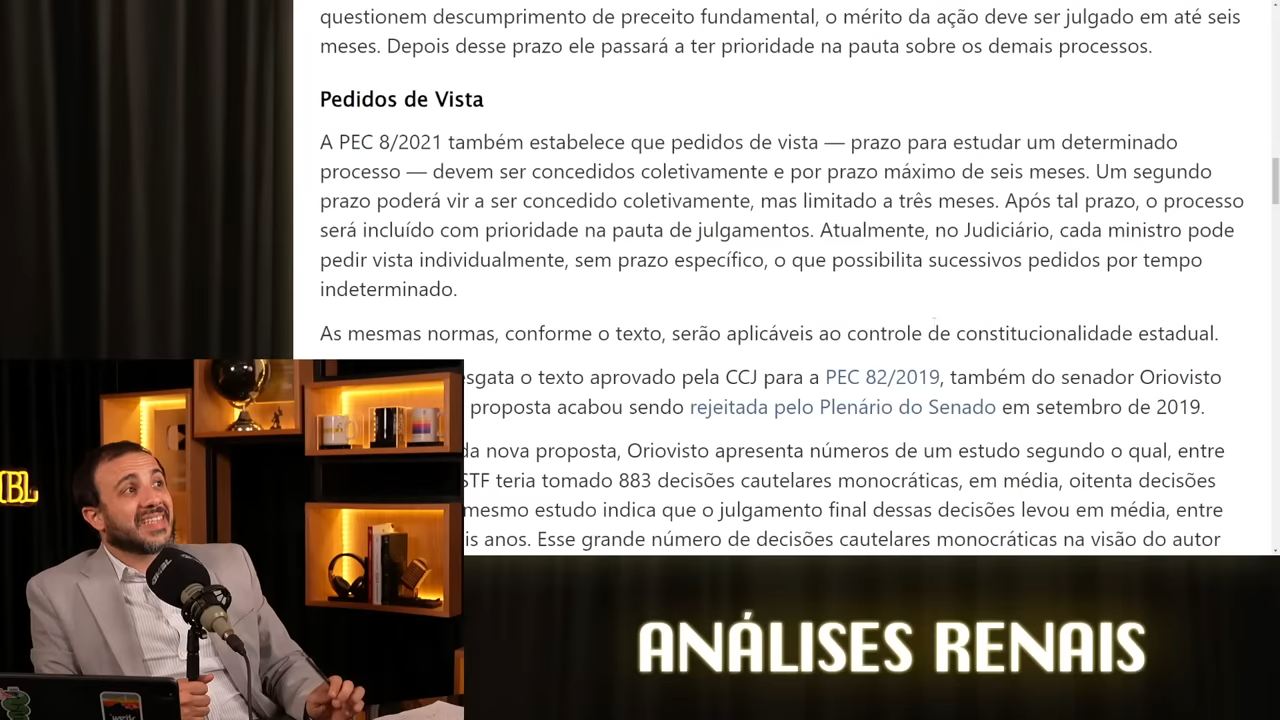 questionem descumprimento de preceito fundamental, o mérito da ação deve ser julgado em até seis
meses. Depois desse prazo ele passará a ter prioridade na pauta sobre os demais processos.
Pedidos de Vista
A PEC 8/2021 também estabelece que pedidos de vista — prazo para estudar um determinado
processo — devem ser concedidos coletivamente e por prazo máximo de seis meses. Um segundo
prazo poderá vir a ser concedido coletivamente, mas limitado a três meses. Após tal prazo, o processo
será incluído com prioridade na pauta de julgamentos. Atualmente, no Judiciário, cada ministro pode
pedir vista individualmente, sem prazo específico, o que possibilita sucessivos pedidos por tempo
indeterminado.
As mesmas normas, conforme o texto, serão aplicáveis ao controle de constitucionalidade estadual.
esgata o texto aprovado pela CCJ para a PEC 82/2019, também do senador Oriovisto
proposta acabou sendo rejeitada pelo Plenário do Senado em setembro de 2019.
da nova proposta, Oriovisto apresenta números de um estudo segundo o qual, entre
STF teria tomado 883 decisões cautelares monocráticas, em média, oitenta decisões
mesmo estudo indica que o julgamento final dessas decisões levou em média, entre
is anos. Esse grande número de decisões cautelares monocráticas na visão do autor
ANÁLISES RENAIS